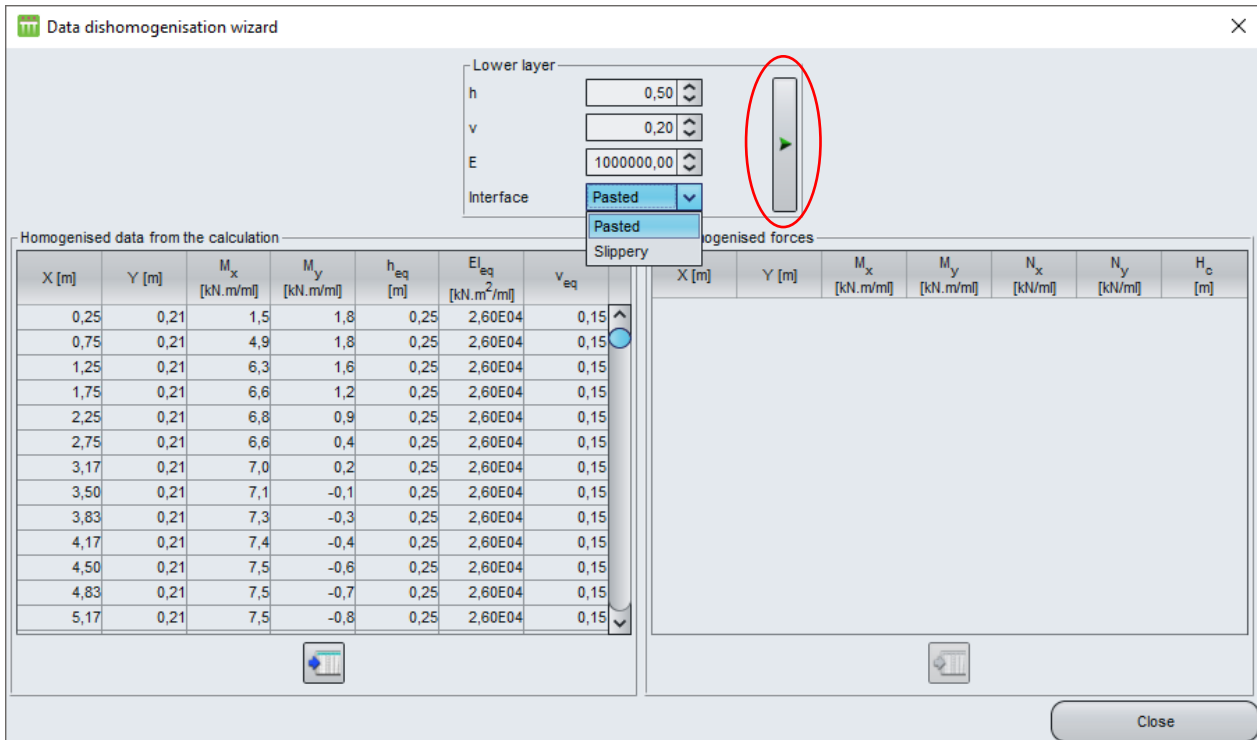 Data dishomogenisation wizard
Lower layer
h 0,50
v 0,20
E 1000000,00
Interface Pasted
Pasted
Slippery
Homogenised data from the calculation
X [m] Y [m] Mx [kN.m/ml] My [kN.m/ml] heq [m] EIeq [kN.m2/ml] veq
0,25 0,21 1,5 1,8 0,25 2,60E04 0,15
0,75 0,21 4,9 1,8 0,25 2,60E04 0,15
1,25 0,21 6,3 1,6 0,25 2,60E04 0,15
1,75 0,21 6,6 1,2 0,25 2,60E04 0,15
2,25 0,21 6,8 0,9 0,25 2,60E04 0,15
2,75 0,21 6,6 0,4 0,25 2,60E04 0,15
3,17 0,21 7,0 0,2 0,25 2,60E04 0,15
3,50 0,21 7,1 -0,1 0,25 2,60E04 0,15
3,83 0,21 7,3 -0,3 0,25 2,60E04 0,15
4,17 0,21 7,4 -0,4 0,25 2,60E04 0,15
4,50 0,21 7,5 -0,6 0,25 2,60E04 0,15
4,83 0,21 7,5 -0,7 0,25 2,60E04 0,15
5,17 0,21 7,5 -0,8 0,25 2,60E04 0,15
ogenised forces
X [m] Y [m] Mx [kN.m/ml] My [kN.m/ml] Nx [kN/ml] Ny [kN/ml] Hc [m]
Close